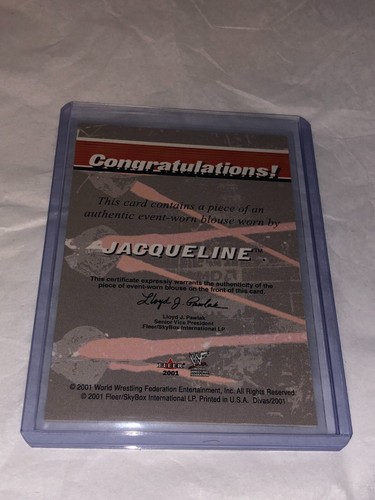 Congratulations!
This card contains a piece of an
authentic event-worn blouse worn by
JACQUELINE™
This certificate expressly warrants the authenticity of the
piece of event-worn blouse on the front of this card.
Lloyd J. Pawlak
Lloyd J. Pawlak
Senior Vice President
Fleer/SkyBox International LP
FLEER
2001
© 2001 World Wrestling Federation Entertainment, Inc. All Rights Reserved.
© 2001 Fleer/SkyBox International LP, Printed in U.S.A. Divas/2001